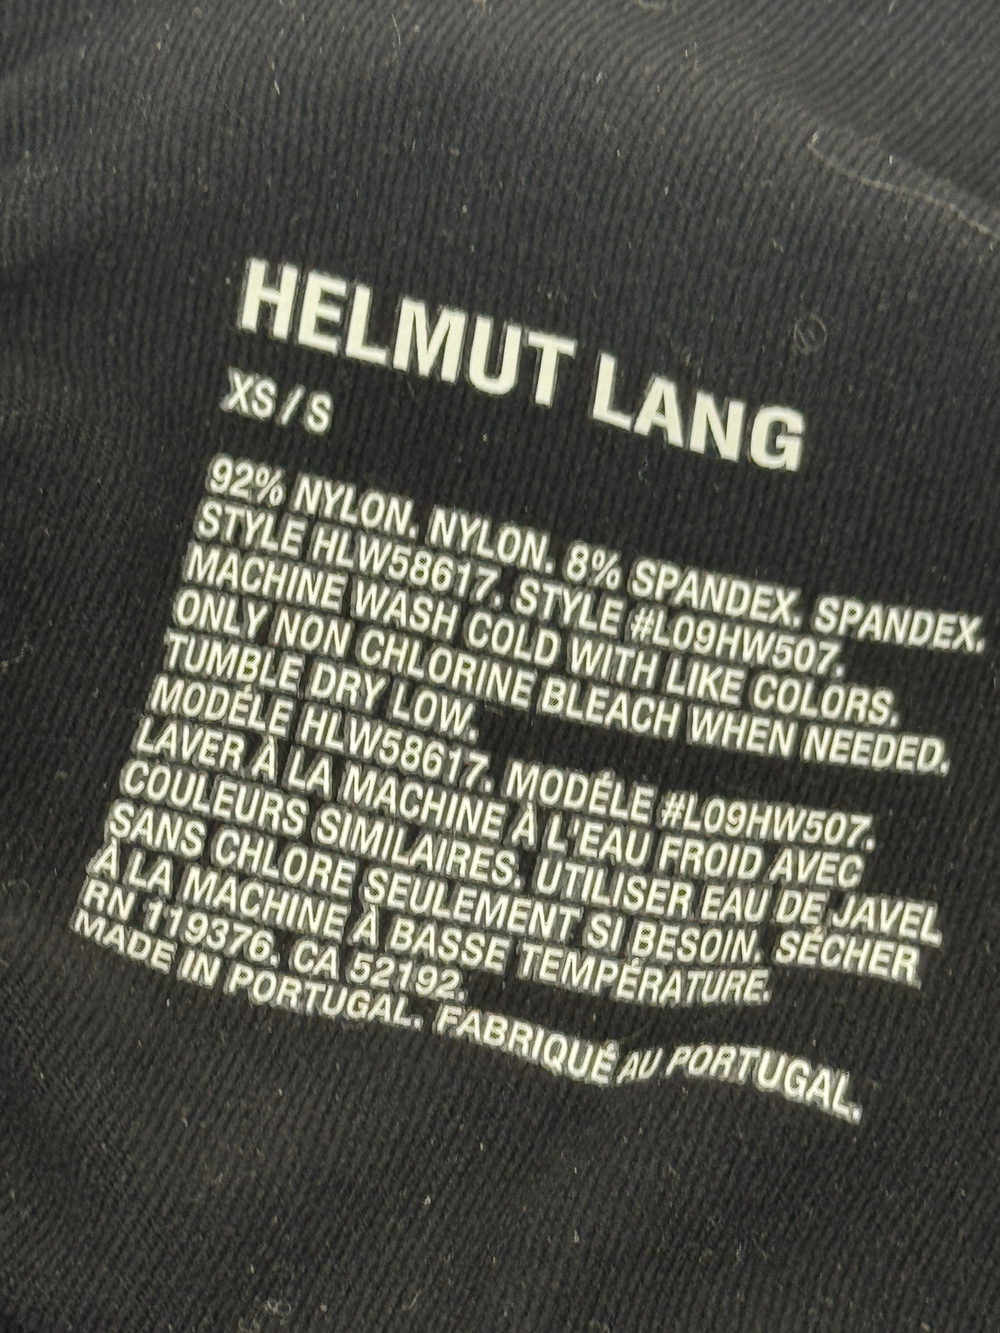 HELMUT LANG
XS / S
92% NYLON. NYLON. 8% SPANDEX. SPANDEX.
STYLE HLW58617. STYLE #L09HW507.
MACHINE WASH COLD WITH LIKE COLORS.
ONLY NON CHLORINE BLEACH WHEN NEEDED.
TUMBLE DRY LOW.
MODÉLE HLW58617. MODÉLE #L09HW507.
LAVER À LA MACHINE À L'EAU FROID AVEC
COULEURS SIMILAIRES. UTILISER EAU DE JAVEL
SANS CHLORE SEULEMENT SI BESOIN. SÉCHER
À LA MACHINE À BASSE TEMPÉRATURE.
RN 119376. CA 52192.
MADE IN PORTUGAL. FABRIQUÉ AU PORTUGAL.